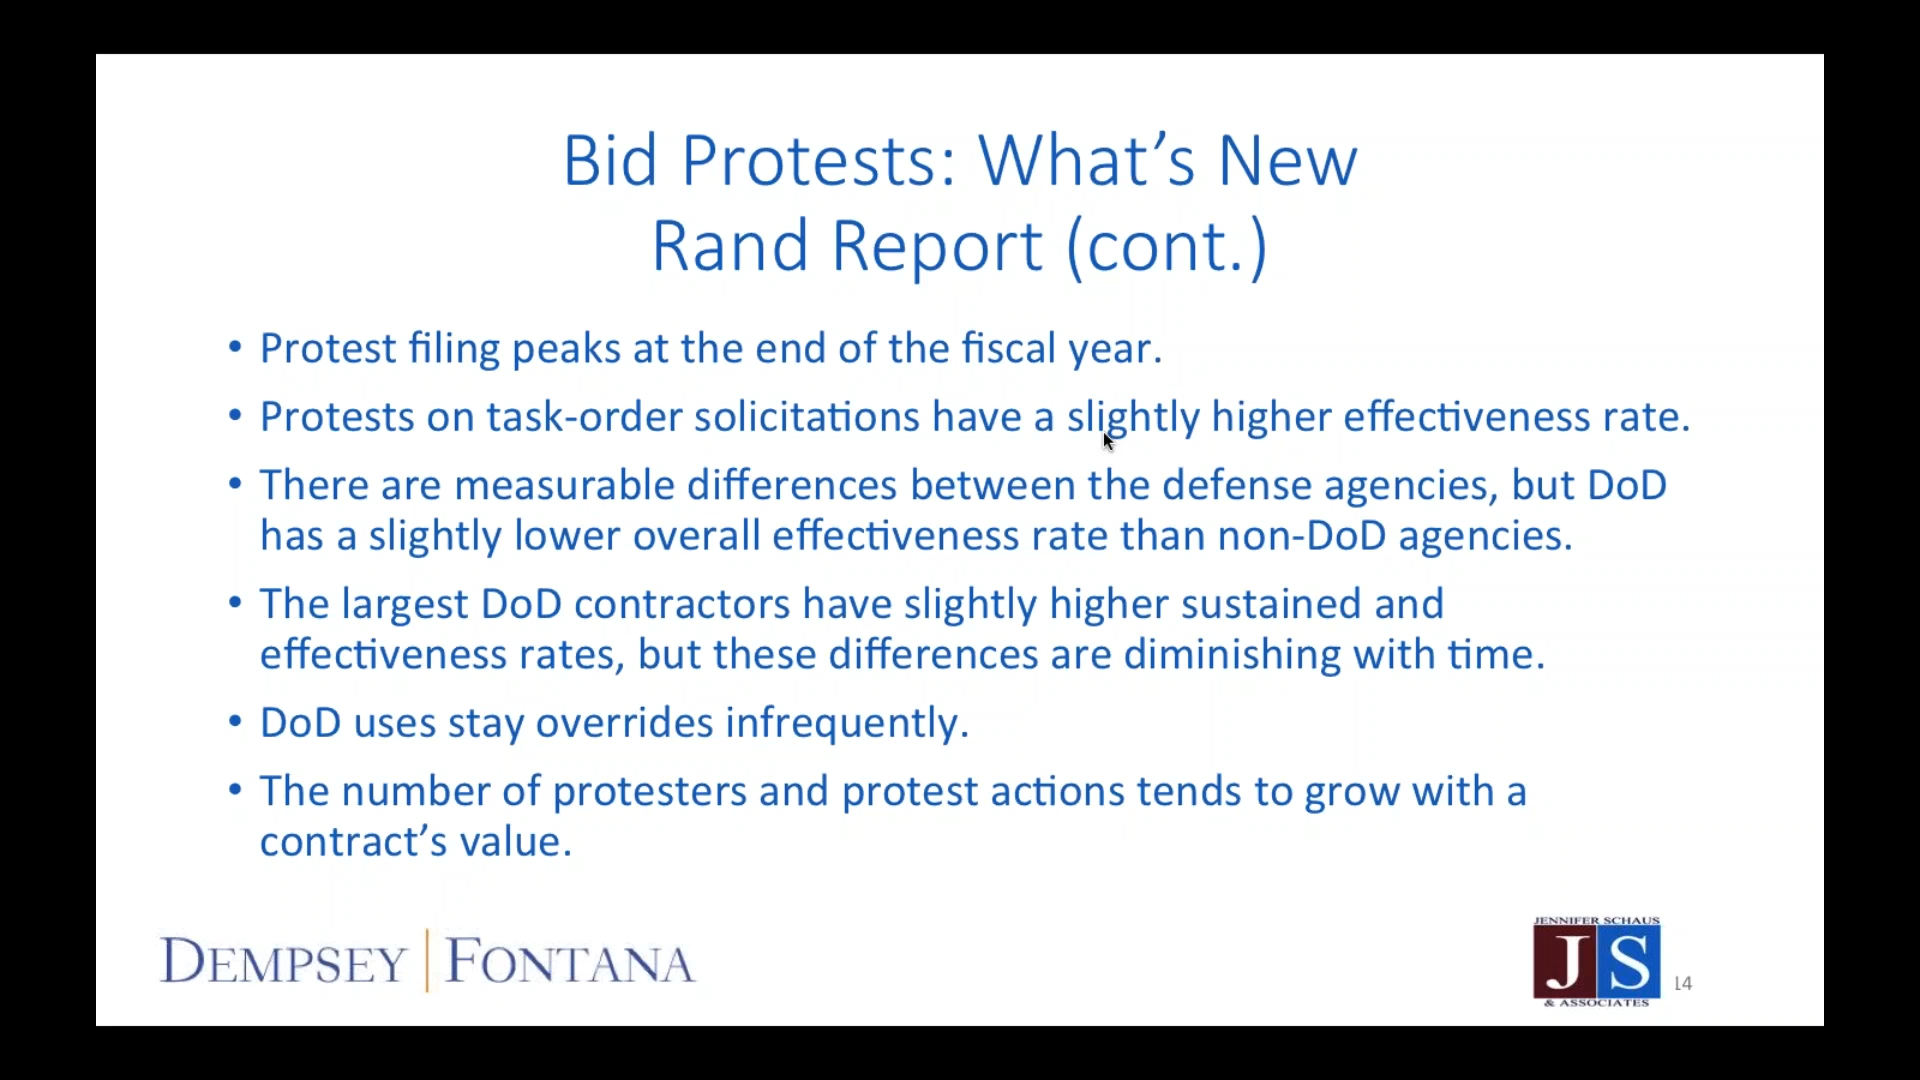 Bid Protests: What's New
Rand Report (cont.)
• Protest filing peaks at the end of the fiscal year.
• Protests on task-order solicitations have a slightly higher effectiveness rate.
• There are measurable differences between the defense agencies, but DoD
has a slightly lower overall effectiveness rate than non-DoD agencies.
• The largest DoD contractors have slightly higher sustained and
effectiveness rates, but these differences are diminishing with time.
• DoD uses stay overrides infrequently.
• The number of protesters and protest actions tends to grow with a
contract’s value.
DEMPSEY | FONTANA
JENNIFER SCHAUS
JS
& ASSOCIATES
14